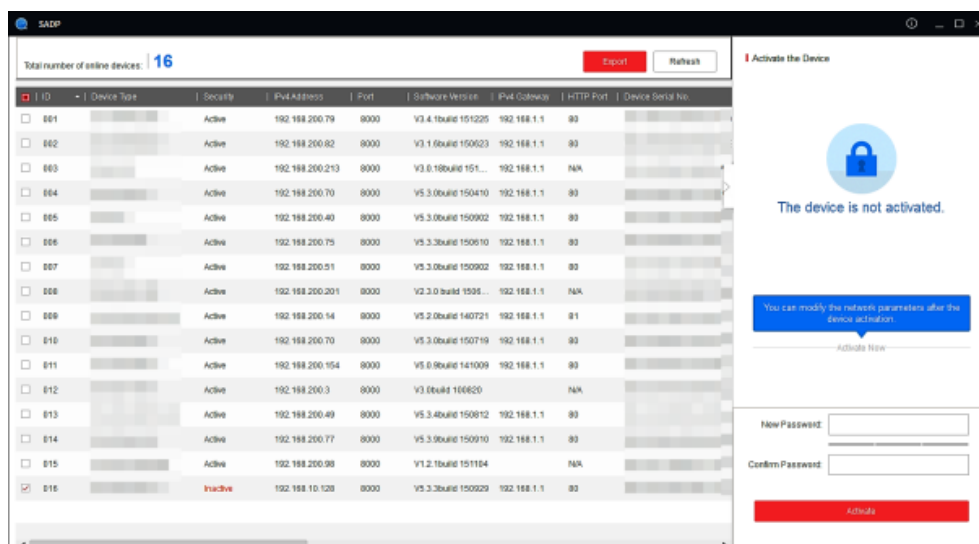 SADP
Total number of online devices: 16
Export
Refresh
ID | Device Type | Security | IPv4 Address | Port | Software Version | IPv4 Gateway | HTTP Port | Device Serial No.
001 Active 192.168.200.79 8000 V3.4.1build 151225 192.168.1.1 80
002 Active 192.168.200.82 8000 V3.1.6build 150623 192.168.1.1 80
003 Active 192.168.200.213 8000 V3.0.18build 151... 192.168.1.1 N/A
004 Active 192.168.200.70 8000 V5.3.0build 150410 192.168.1.1 80
005 Active 192.168.200.40 8000 V5.3.0build 150902 192.168.1.1 80
006 Active 192.168.200.75 8000 V5.3.3build 150610 192.168.1.1 80
007 Active 192.168.200.51 8000 V5.3.0build 150902 192.168.1.1 80
008 Active 192.168.200.201 8000 V2.3.0 build 1506... 192.168.1.1 N/A
009 Active 192.168.200.14 8000 V5.2.0build 140721 192.168.1.1 81
010 Active 192.168.200.70 8000 V5.3.0build 150719 192.168.1.1 80
011 Active 192.168.200.154 8000 V5.0.9build 141009 192.168.1.1 80
012 Active 192.168.200.3 8000 V3.0build 100820 N/A
013 Active 192.168.200.49 8000 V5.3.4build 150812 192.168.1.1 80
014 Active 192.168.200.77 8000 V5.3.9build 150910 192.168.1.1 80
015 Active 192.168.200.98 8000 V1.2.1build 151104 N/A
016 Inactive 192.168.10.128 8000 V5.3.3build 150929 192.168.1.1 80
Activate the Device
The device is not activated.
You can modify the network parameters after the
device activation.
Activate Now
New Password:
Confirm Password:
Activate